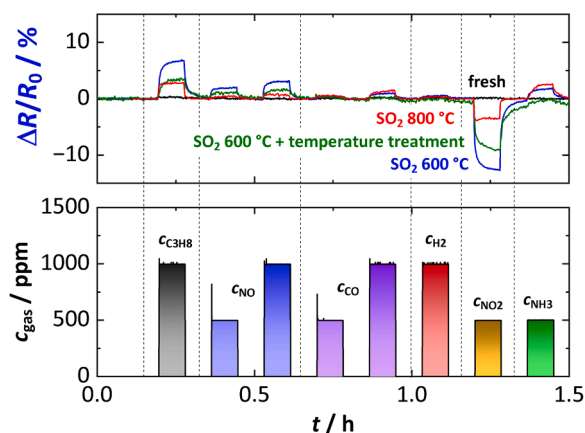 ΔR/R0 / %
10
0
−10
fresh
SO2 800 °C
SO2 600 °C + temperature treatment
SO2 600 °C
cgas / ppm
1500
1000
500
0
cC3H8
cNO
cCO
cH2
cNO2
cNH3
0.0 0.5 1.0 1.5
t / h